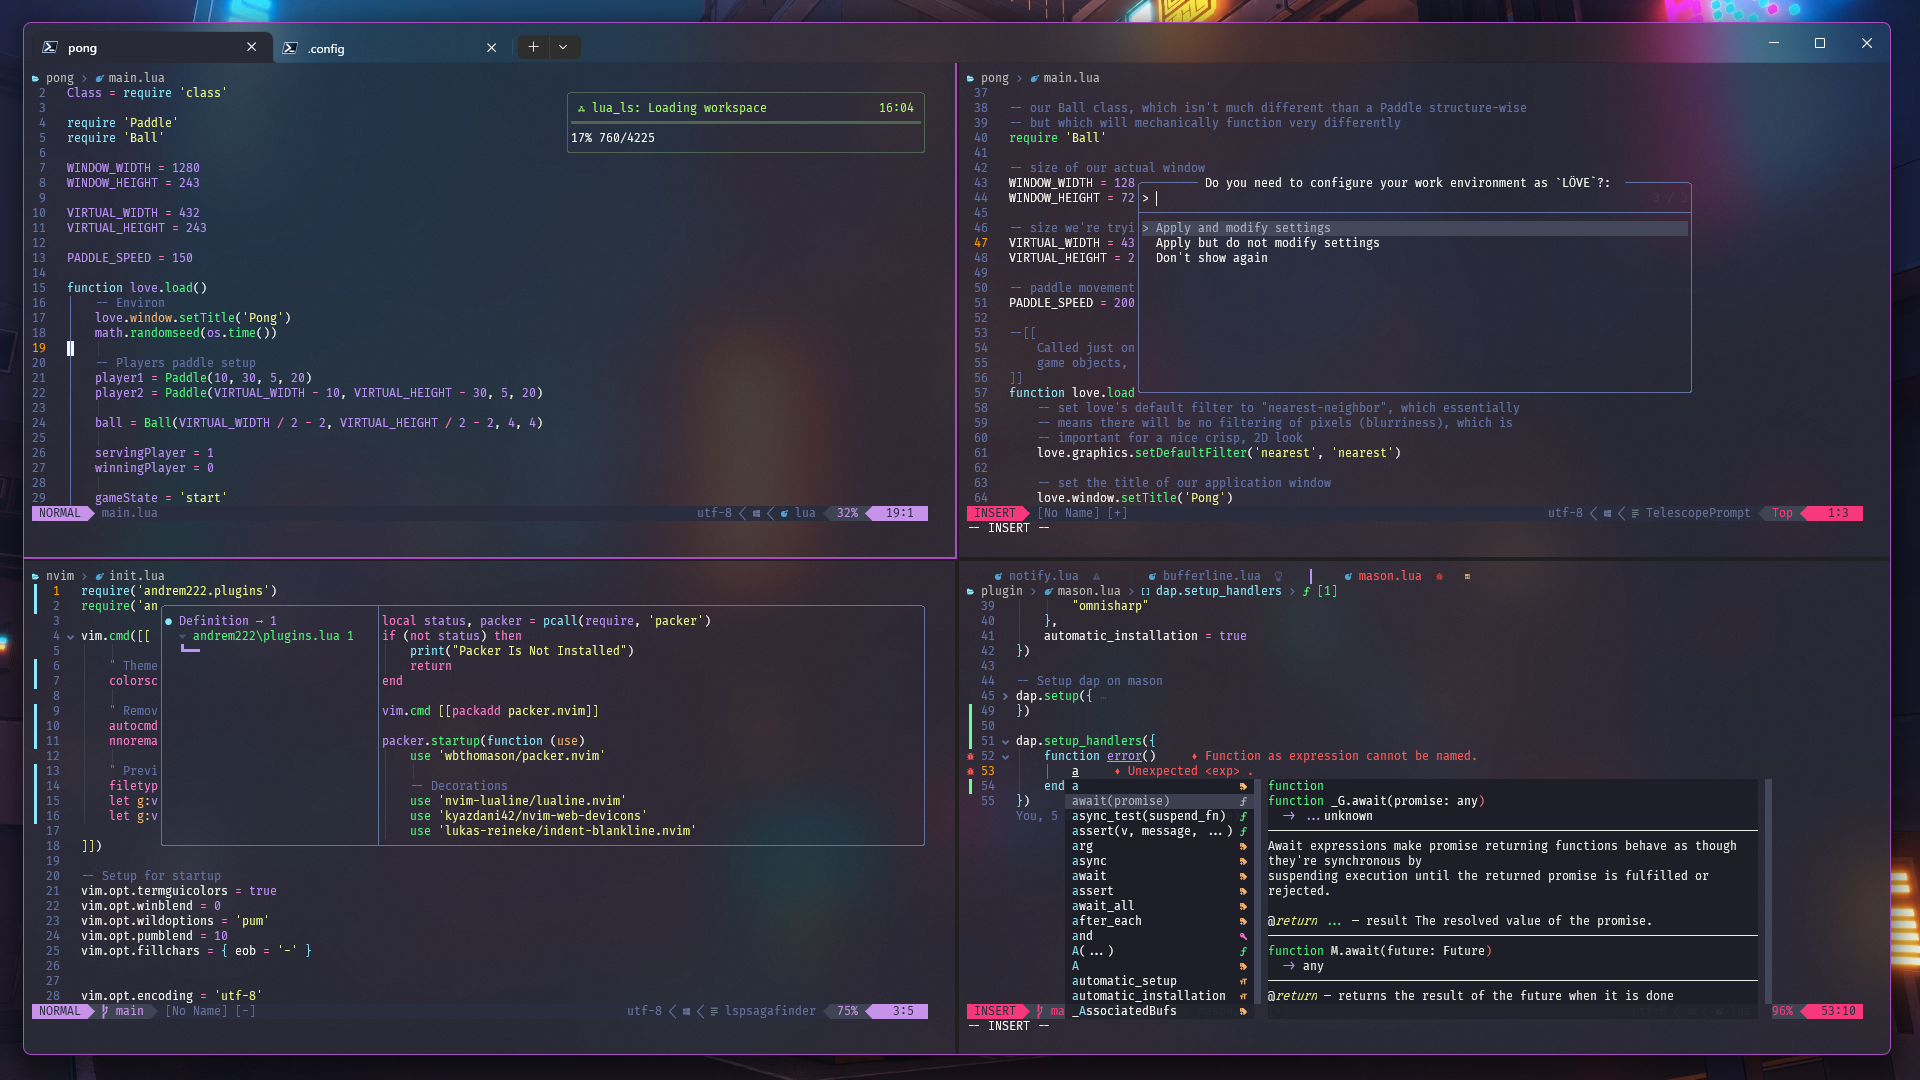 pong
.config
pong > main.lua
2 Class = require 'class'
3
4 require 'Paddle'
5 require 'Ball'
6
7 WINDOW_WIDTH = 1280
8 WINDOW_HEIGHT = 243
9
10 VIRTUAL_WIDTH = 432
11 VIRTUAL_HEIGHT = 243
12
13 PADDLE_SPEED = 150
14
15 function love.load()
16 -- Environ
17 love.window.setTitle('Pong')
18 math.randomseed(os.time())
19
20 -- Players paddle setup
21 player1 = Paddle(10, 30, 5, 20)
22 player2 = Paddle(VIRTUAL_WIDTH - 10, VIRTUAL_HEIGHT - 30, 5, 20)
23
24 ball = Ball(VIRTUAL_WIDTH / 2 - 2, VIRTUAL_HEIGHT / 2 - 2, 4, 4)
25
26 servingPlayer = 1
27 winningPlayer = 0
28
29 gameState = 'start'
lua_ls: Loading workspace 16:04
17% 760/4225
NORMAL main.lua utf-8 lua 32% 19:1
pong > main.lua
37
38 -- our Ball class, which isn't much different than a Paddle structure-wise
39 -- but which will mechanically function very differently
40 require 'Ball'
41
42 -- size of our actual window
43 WINDOW_WIDTH = 128
44 WINDOW_HEIGHT = 72
45
46 -- size we're tryi
47 VIRTUAL_WIDTH = 43
48 VIRTUAL_HEIGHT = 2
49
50 -- paddle movement
51 PADDLE_SPEED = 200
52
53 --[[
54 Called just on
55 game objects,
56 ]]
57 function love.load
58 -- set love's default filter to "nearest-neighbor", which essentially
59 -- means there will be no filtering of pixels (blurriness), which is
60 -- important for a nice crisp, 2D look
61 love.graphics.setDefaultFilter('nearest', 'nearest')
62
63 -- set the title of our application window
64 love.window.setTitle('Pong')
Do you need to configure your work environment as `LÖVE`?:
> 3 / 3
> Apply and modify settings
Apply but do not modify settings
Don't show again
INSERT [No Name] [+] utf-8 TelescopePrompt Top 1:3
-- INSERT --
nvim > init.lua
1 require('andrem222.plugins')
2 require('an
3
4 vim.cmd([[
5
6 " Theme
7 colorsc
8
9 " Remov
10 autocmd
11 nnorema
12
13 " Previ
14 filetyp
15 let g:v
16 let g:v
17
18 ]])
19
20 -- Setup for startup
21 vim.opt.termguicolors = true
22 vim.opt.winblend = 0
23 vim.opt.wildoptions = 'pum'
24 vim.opt.pumblend = 10
25 vim.opt.fillchars = { eob = '-' }
26
27
28 vim.opt.encoding = 'utf-8'
● Definition → 1
andrem222\plugins.lua 1
local status, packer = pcall(require, 'packer')
if (not status) then
print("Packer Is Not Installed")
return
end
vim.cmd [[packadd packer.nvim]]
packer.startup(function (use)
use 'wbthomason/packer.nvim'
-- Decorations
use 'nvim-lualine/lualine.nvim'
use 'kyazdani42/nvim-web-devicons'
use 'lukas-reineke/indent-blankline.nvim'
NORMAL main [No Name] [-] utf-8 lspsagafinder 75% 3:5
notify.lua bufferline.lua mason.lua
plugin > mason.lua > dap.setup_handlers > [1]
39 "omnisharp"
40 },
41 automatic_installation = true
42 })
43
44 -- Setup dap on mason
45 dap.setup({ …
49 })
50
51 dap.setup_handlers({
52 function error() Function as expression cannot be named.
53 a Unexpected <exp> .
54 end
55 })
You, 5
a
await(promise)
async_test(suspend_fn)
assert(v, message, ...)
arg
async
await
assert
await_all
after_each
and
A(...)
A
automatic_setup
automatic_installation
_AssociatedBufs
function
function _G.await(promise: any)
→ ...unknown
Await expressions make promise returning functions behave as though
they're synchronous by
suspending execution until the returned promise is fulfilled or
rejected.
@return ... — result The resolved value of the promise.
function M.await(future: Future)
→ any
@return — returns the result of the future when it is done
INSERT ma 96% 53:10
-- INSERT --